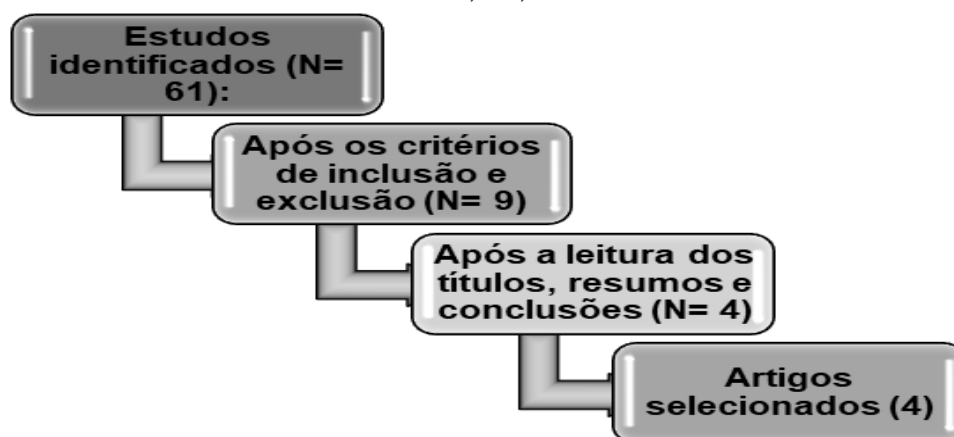 Estudos
identificados (N=
61):
Após os critérios
de inclusão e
exclusão (N= 9)
Após a leitura dos
títulos, resumos e
conclusões (N= 4)
Artigos
selecionados (4)